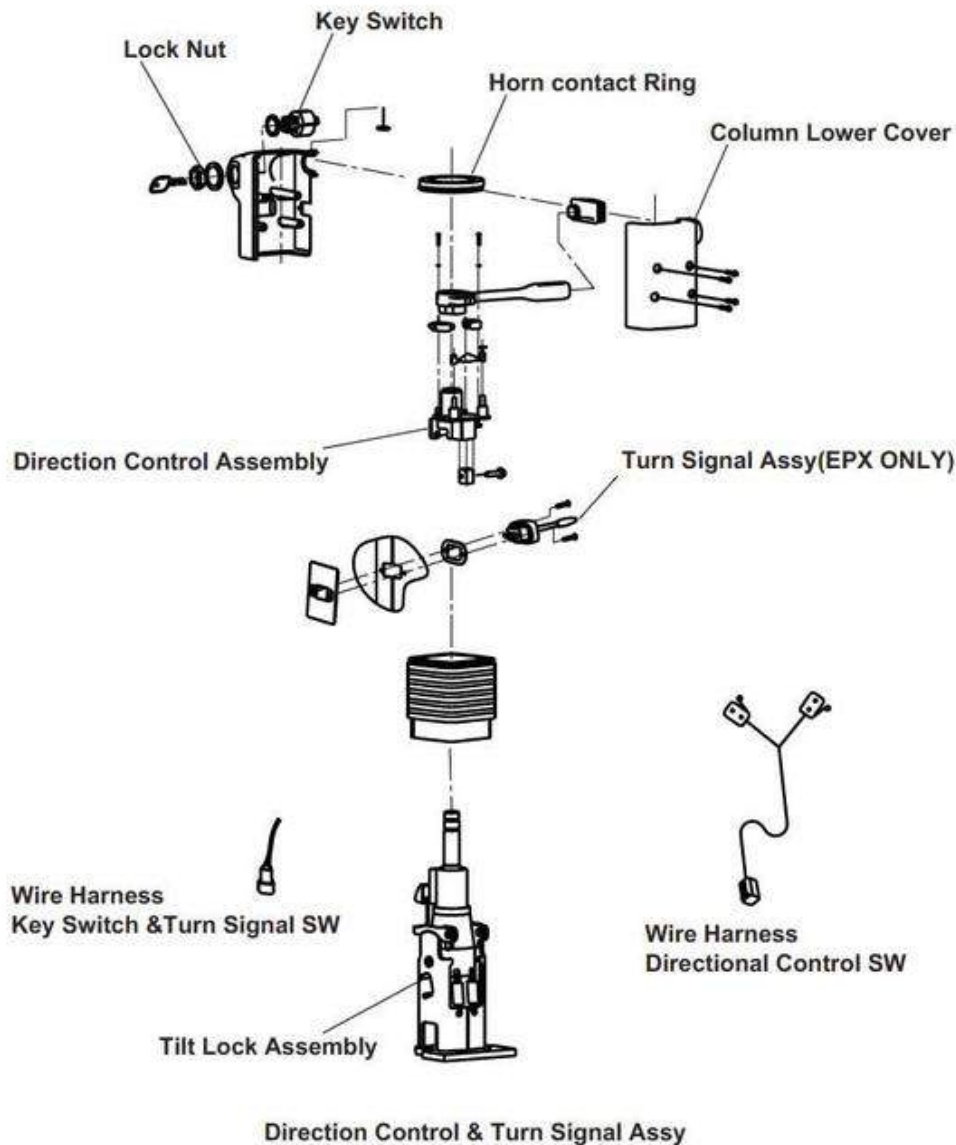 Key Switch
Lock Nut
Horn contact Ring
Column Lower Cover
Direction Control Assembly
Turn Signal Assy(EPX ONLY)
Wire Harness
Key Switch &Turn Signal SW
Wire Harness
Directional Control SW
Tilt Lock Assembly
Direction Control & Turn Signal Assy